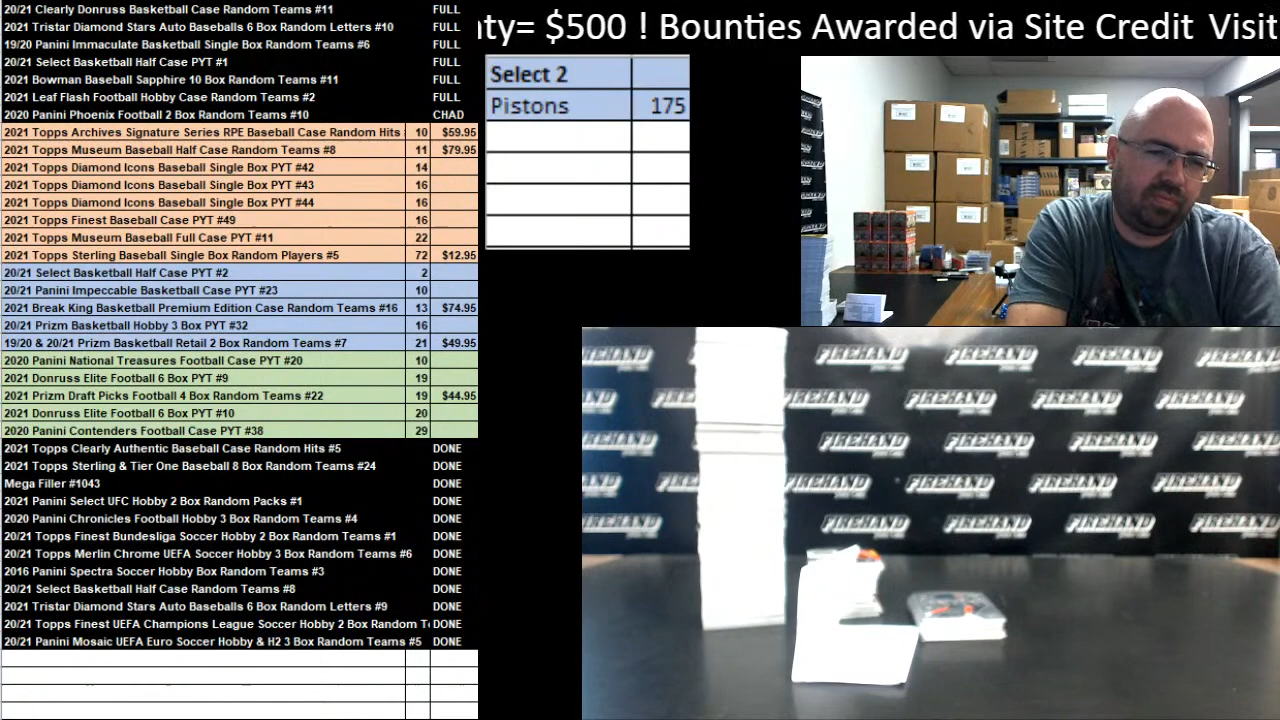 20/21 Clearly Donruss Basketball Case Random Teams #11 FULL
2021 Tristar Diamond Stars Auto Baseballs 6 Box Random Letters #10 FULL
19/20 Panini Immaculate Basketball Single Box Random Teams #6 FULL
20/21 Select Basketball Half Case PYT #1 FULL
2021 Bowman Baseball Sapphire 10 Box Random Teams #11 FULL
2021 Leaf Flash Football Hobby Case Random Teams #2 FULL
2020 Panini Phoenix Football 2 Box Random Teams #10 CHAD
2021 Topps Archives Signature Series RPE Baseball Case Random Hits 10 $59.95
2021 Topps Museum Baseball Half Case Random Teams #8 11 $79.95
2021 Topps Diamond Icons Baseball Single Box PYT #42 14
2021 Topps Diamond Icons Baseball Single Box PYT #43 16
2021 Topps Diamond Icons Baseball Single Box PYT #44 16
2021 Topps Finest Baseball Case PYT #49 16
2021 Topps Museum Baseball Full Case PYT #11 22
2021 Topps Sterling Baseball Single Box Random Players #5 72 $12.95
20/21 Select Basketball Half Case PYT #2 2
20/21 Panini Impeccable Basketball Case PYT #23 10
2021 Break King Basketball Premium Edition Case Random Teams #16 13 $74.95
20/21 Prizm Basketball Hobby 3 Box PYT #32 16
19/20 & 20/21 Prizm Basketball Retail 2 Box Random Teams #7 21 $49.95
2020 Panini National Treasures Football Case PYT #20 10
2021 Donruss Elite Football 6 Box PYT #9 19
2021 Prizm Draft Picks Football 4 Box Random Teams #22 19 $44.95
2021 Donruss Elite Football 6 Box PYT #10 20
2020 Panini Contenders Football Case PYT #38 29
2021 Topps Clearly Authentic Baseball Case Random Hits #5 DONE
2021 Topps Sterling & Tier One Baseball 8 Box Random Teams #24 DONE
Mega Filler #1043 DONE
2021 Panini Select UFC Hobby 2 Box Random Packs #1 DONE
2020 Panini Chronicles Football Hobby 3 Box Random Teams #4 DONE
20/21 Topps Finest Bundesliga Soccer Hobby 2 Box Random Teams #1 DONE
20/21 Topps Merlin Chrome UEFA Soccer Hobby 3 Box Random Teams #6 DONE
2016 Panini Spectra Soccer Hobby Box Random Teams #3 DONE
20/21 Select Basketball Half Case Random Teams #8 DONE
2021 Tristar Diamond Stars Auto Baseballs 6 Box Random Letters #9 DONE
20/21 Topps Finest UEFA Champions League Soccer Hobby 2 Box Random T DONE
20/21 Panini Mosaic UEFA Euro Soccer Hobby & H2 3 Box Random Teams #5 DONE
nty= $500 ! Bounties Awarded via Site Credit Visit
Select 2
Pistons 175
FIREHAND FIREHAND FIREHAND FIREHAND
FIREHAND FIREHAND FIREHAND
FIREHAND FIREHAND FIREHAND FIREHAND
FIREHAND FIREHAND FIREHAND
FIREHAND FIREHAND FIREHAND FIREHAND